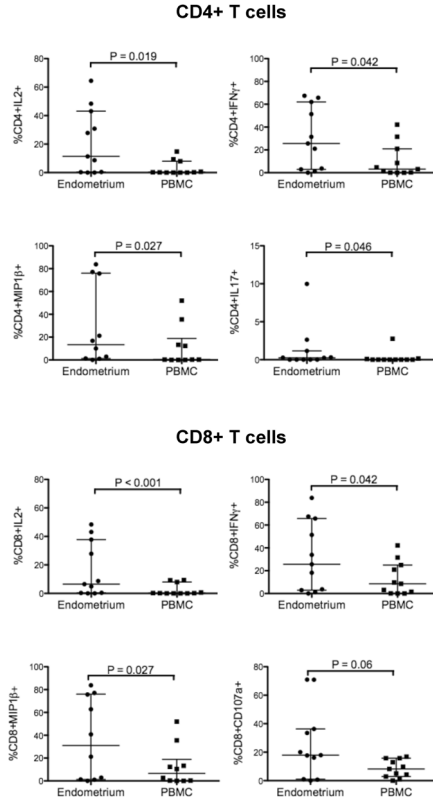 CD4+ T cells
P = 0.019
%CD4+IL2+
80
60
40
20
0
Endometrium PBMC
P = 0.042
%CD4+IFNγ+
100
80
60
40
20
0
Endometrium PBMC
P = 0.027
%CD4+MIP1β+
100
80
60
40
20
0
Endometrium PBMC
P = 0.046
%CD4+IL17+
15
10
5
0
Endometrium PBMC
CD8+ T cells
P < 0.001
%CD8+IL2+
80
60
40
20
0
Endometrium PBMC
P = 0.042
%CD8+IFNγ+
100
80
60
40
20
0
Endometrium PBMC
P = 0.027
%CD8+MIP1β+
100
80
60
40
20
0
Endometrium PBMC
P = 0.06
%CD8+CD107a+
80
60
40
20
0
Endometrium PBMC